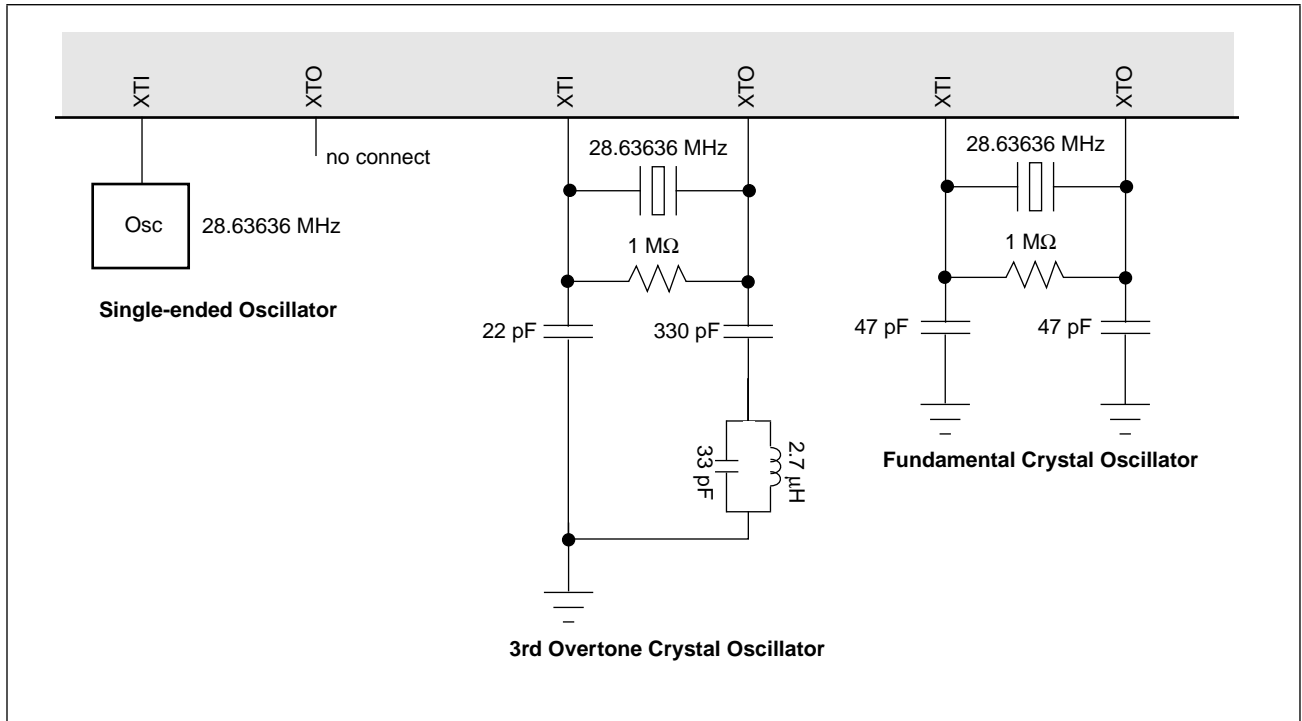 XTI
XTO
no connect
Osc
28.63636 MHz
Single-ended Oscillator
XTI
XTO
28.63636 MHz
1 MΩ
22 pF
330 pF
33 pF
2.7 μH
3rd Overtone Crystal Oscillator
XTI
XTO
28.63636 MHz
1 MΩ
47 pF
47 pF
Fundamental Crystal Oscillator